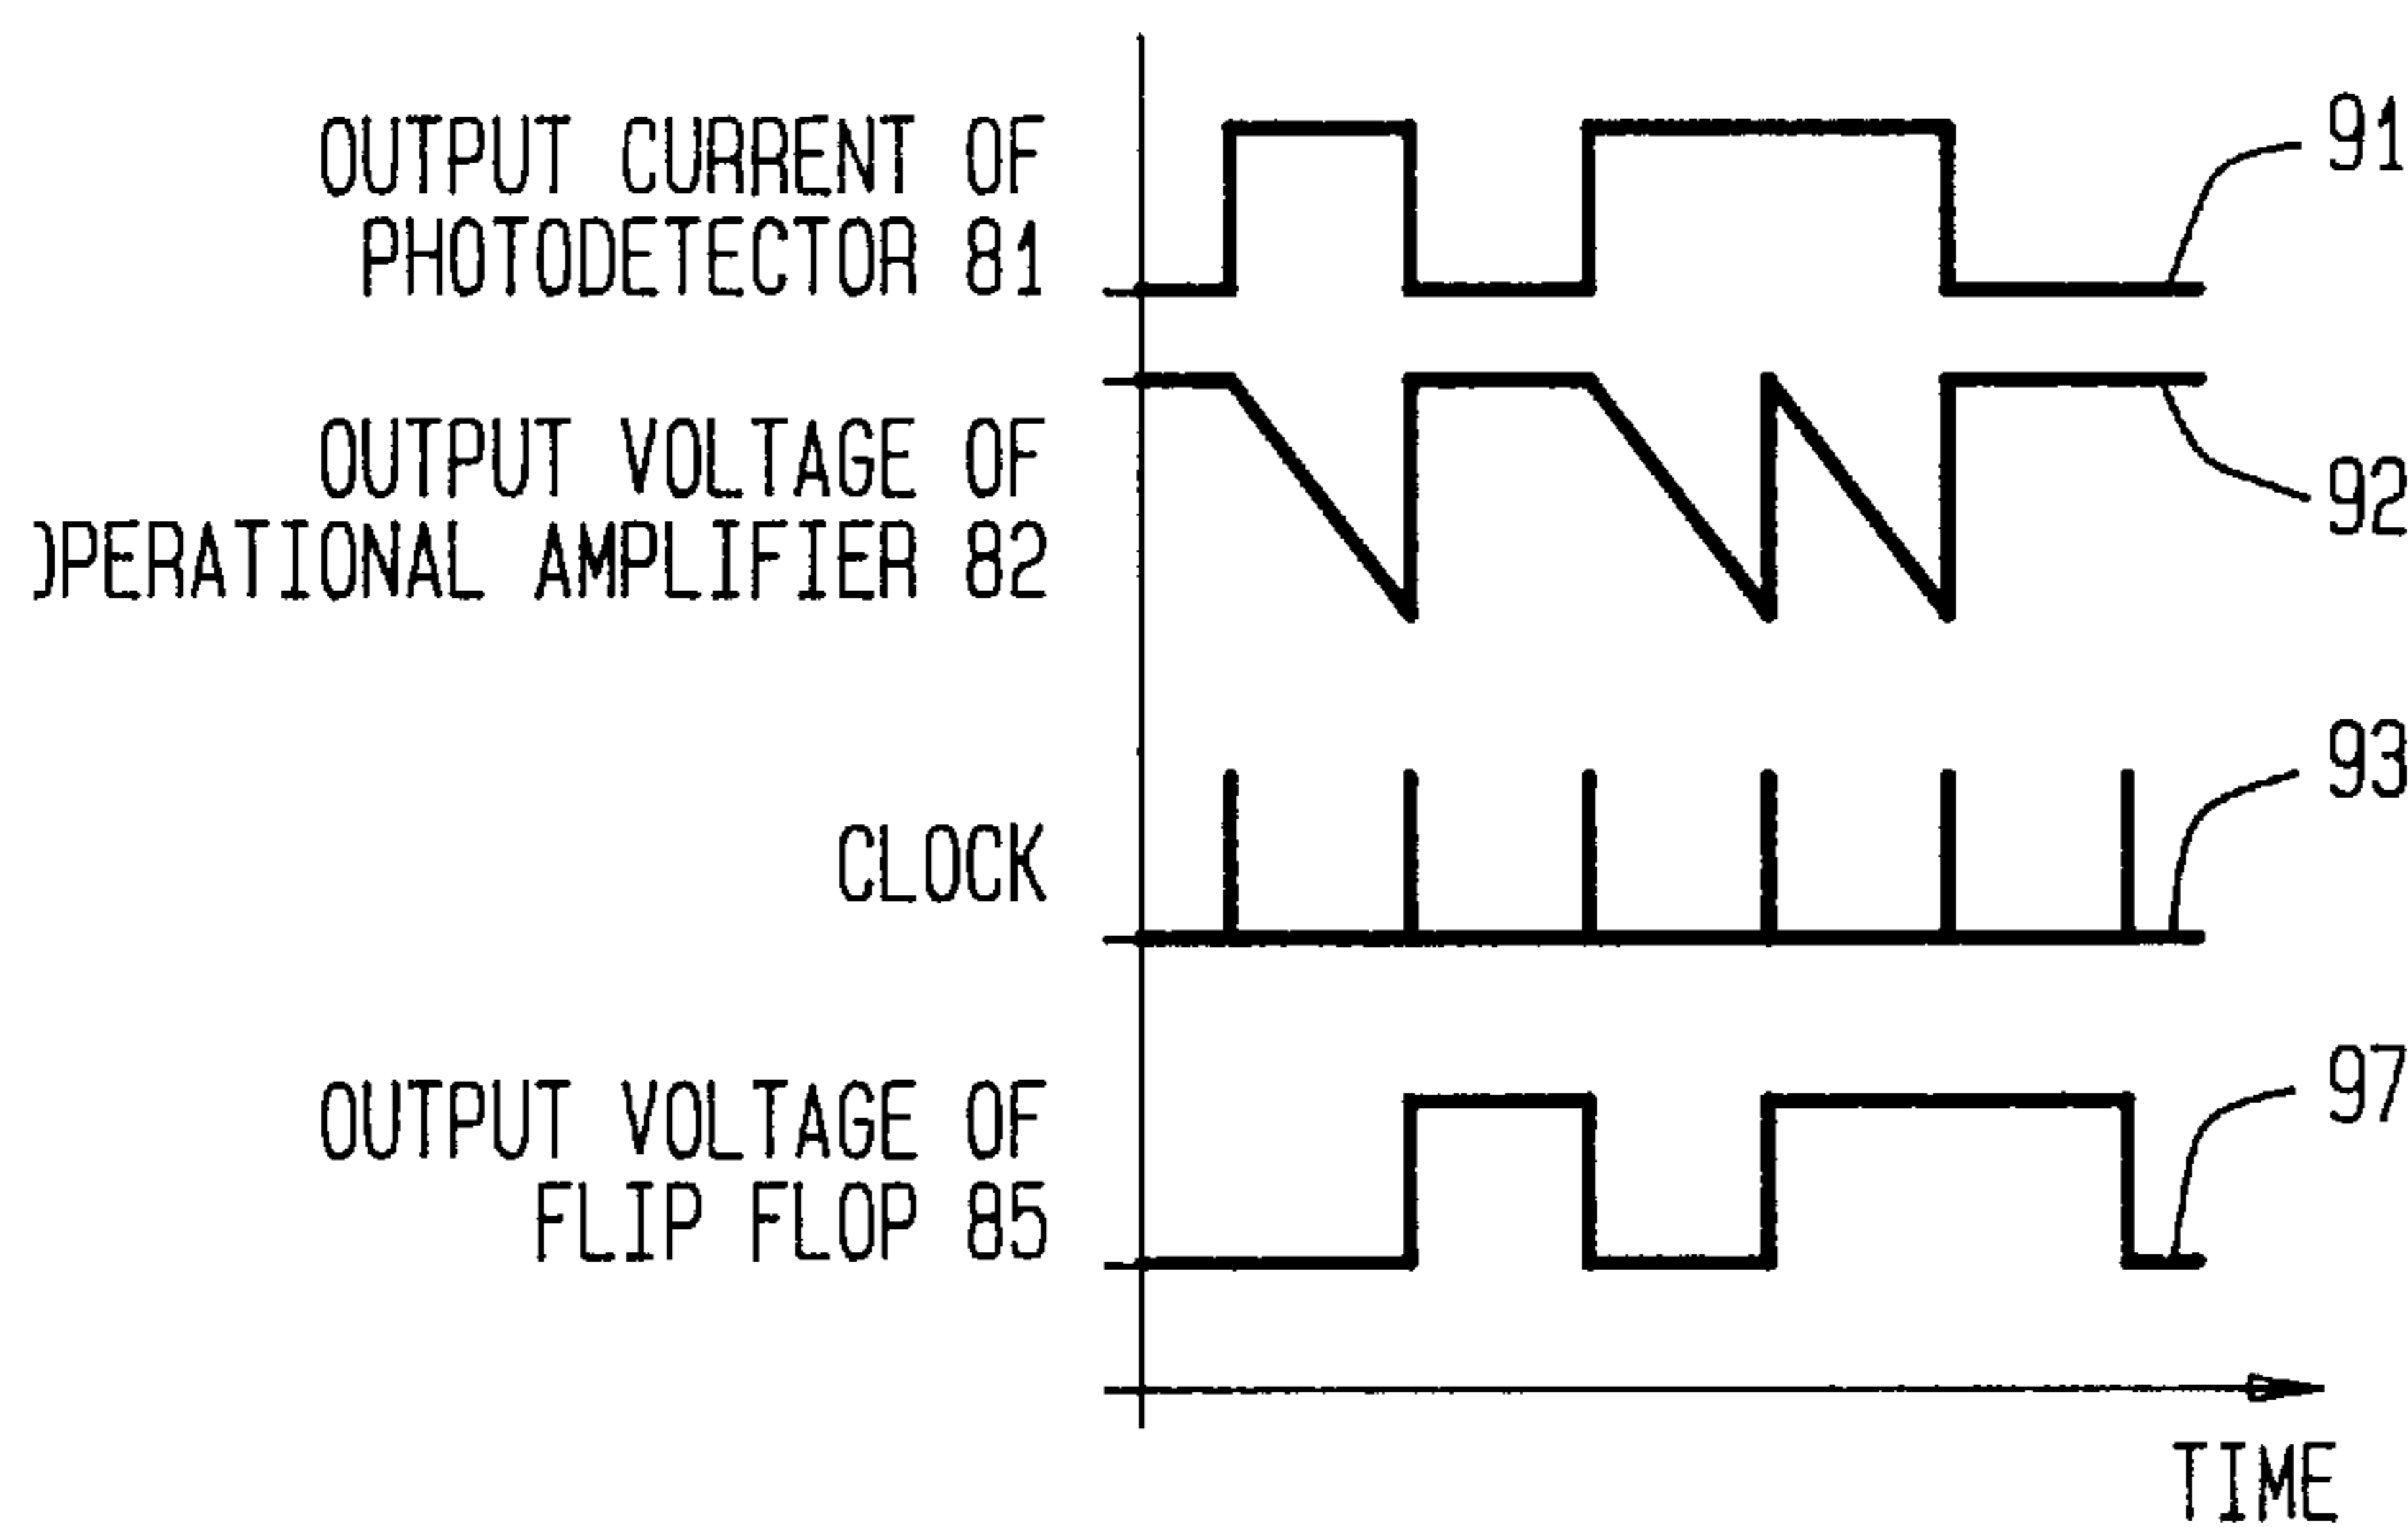 OUTPUT CURRENT OF
PHOTODETECTOR 81
91
OUTPUT VOLTAGE OF
OPERATIONAL AMPLIFIER 82
92
CLOCK
93
OUTPUT VOLTAGE OF
FLIP FLOP 85
97
TIME